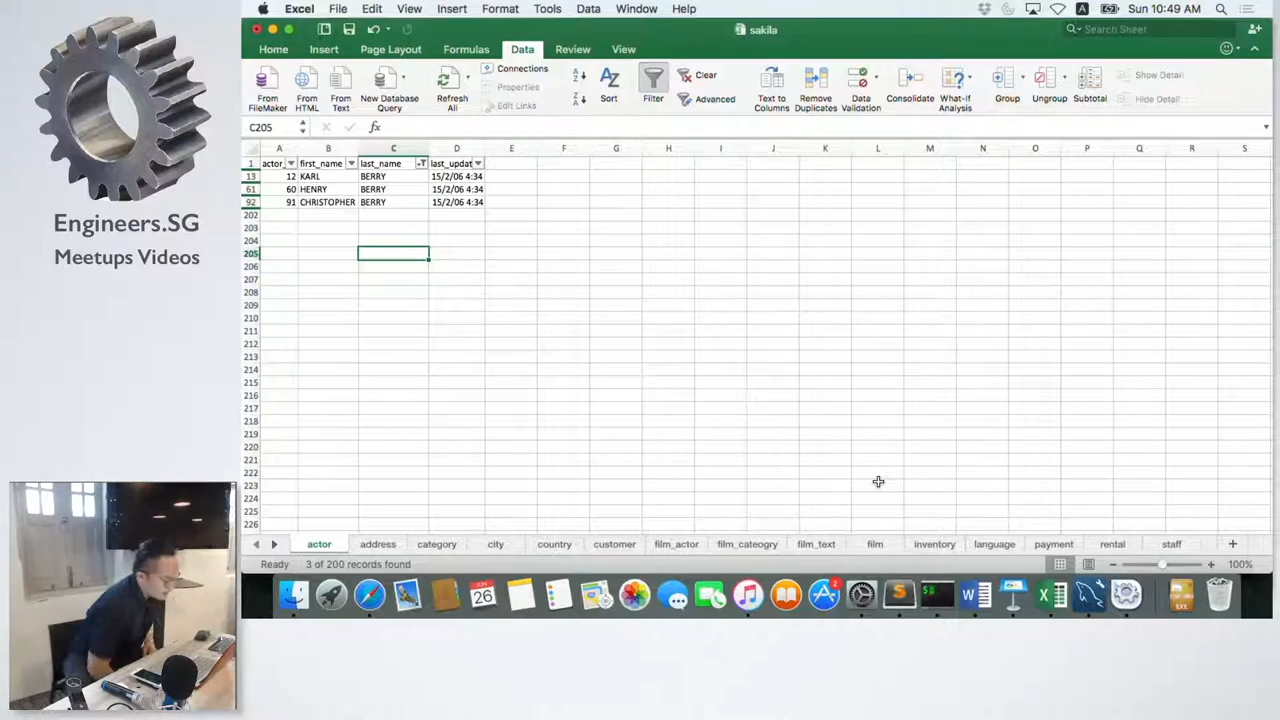 Excel File Edit View Insert Format Tools Data Window Help Sun 10:49 AM
sakila
Search Sheet
Home Insert Page Layout Formulas Data Review View
From FileMaker
From HTML
From Text
New Database Query
Refresh All
Connections
Properties
Edit Links
Sort
Filter
Clear
Advanced
Text to Columns
Remove Duplicates
Data Validation
Consolidate
What-If Analysis
Group
Ungroup
Subtotal
Show Detail
Hide Detail
C205 fx
A B C D E F G H I J K L M N O P Q R S
1 actor_ first_name last_name last_updat
13 12 KARL BERRY 15/2/06 4:34
61 60 HENRY BERRY 15/2/06 4:34
92 91 CHRISTOPHER BERRY 15/2/06 4:34
202
203
204
205
206
207
208
209
210
211
212
213
214
215
216
217
218
219
220
221
222
223
224
225
226
actor address category city country customer film_actor film_cateogry film_text film inventory language payment rental staff
Ready 3 of 200 records found 100%
JUN
26
2
EXE
Engineers.SG
Meetups Videos